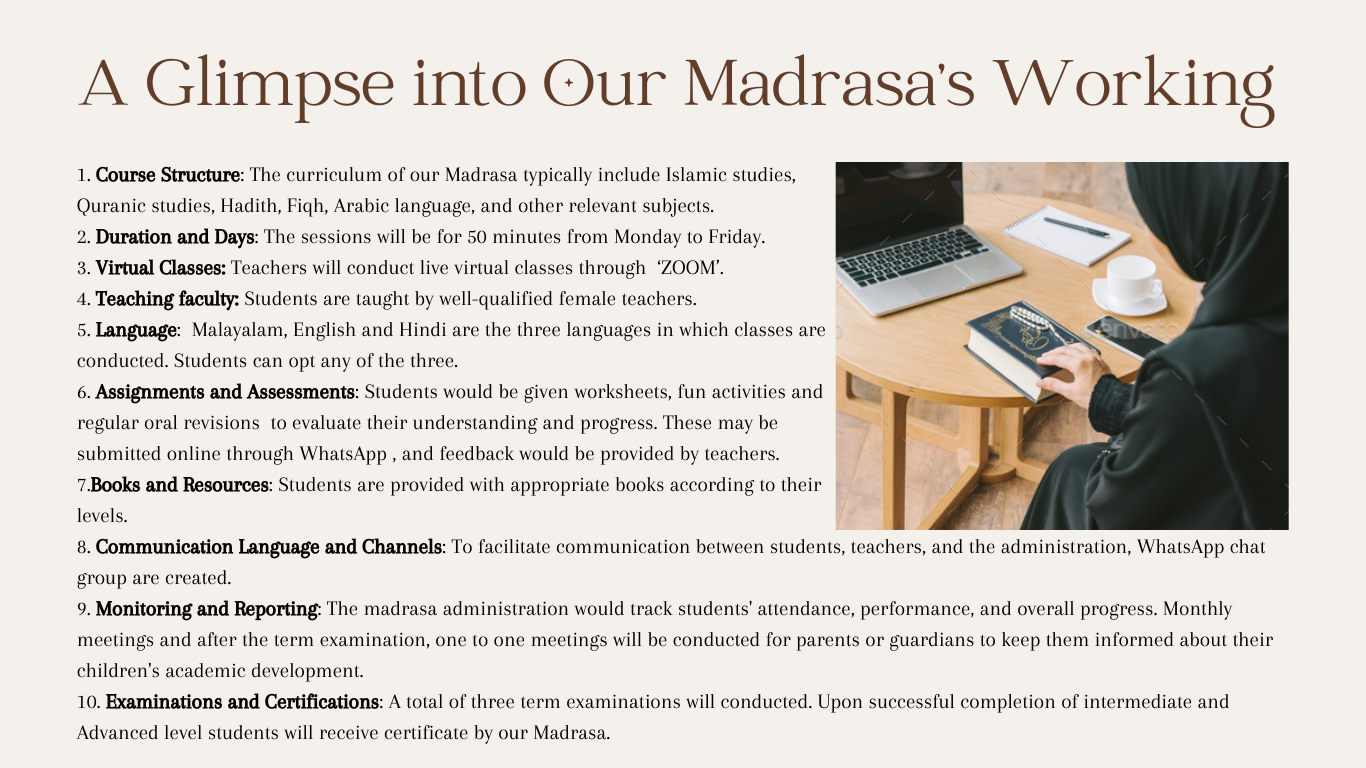 A Glimpse into Our Madrasa's Working
1. Course Structure: The curriculum of our Madrasa typically include Islamic studies,
Quranic studies, Hadith, Fiqh, Arabic language, and other relevant subjects.
2. Duration and Days: The sessions will be for 50 minutes from Monday to Friday.
3. Virtual Classes: Teachers will conduct live virtual classes through ‘ZOOM’.
4. Teaching faculty: Students are taught by well-qualified female teachers.
5. Language: Malayalam, English and Hindi are the three languages in which classes are
conducted. Students can opt any of the three.
6. Assignments and Assessments: Students would be given worksheets, fun activities and
regular oral revisions to evaluate their understanding and progress. These may be
submitted online through WhatsApp , and feedback would be provided by teachers.
7.Books and Resources: Students are provided with appropriate books according to their
levels.
8. Communication Language and Channels: To facilitate communication between students, teachers, and the administration, WhatsApp chat
group are created.
9. Monitoring and Reporting: The madrasa administration would track students' attendance, performance, and overall progress. Monthly
meetings and after the term examination, one to one meetings will be conducted for parents or guardians to keep them informed about their
children's academic development.
10. Examinations and Certifications: A total of three term examinations will conducted. Upon successful completion of intermediate and
Advanced level students will receive certificate by our Madrasa.
envato